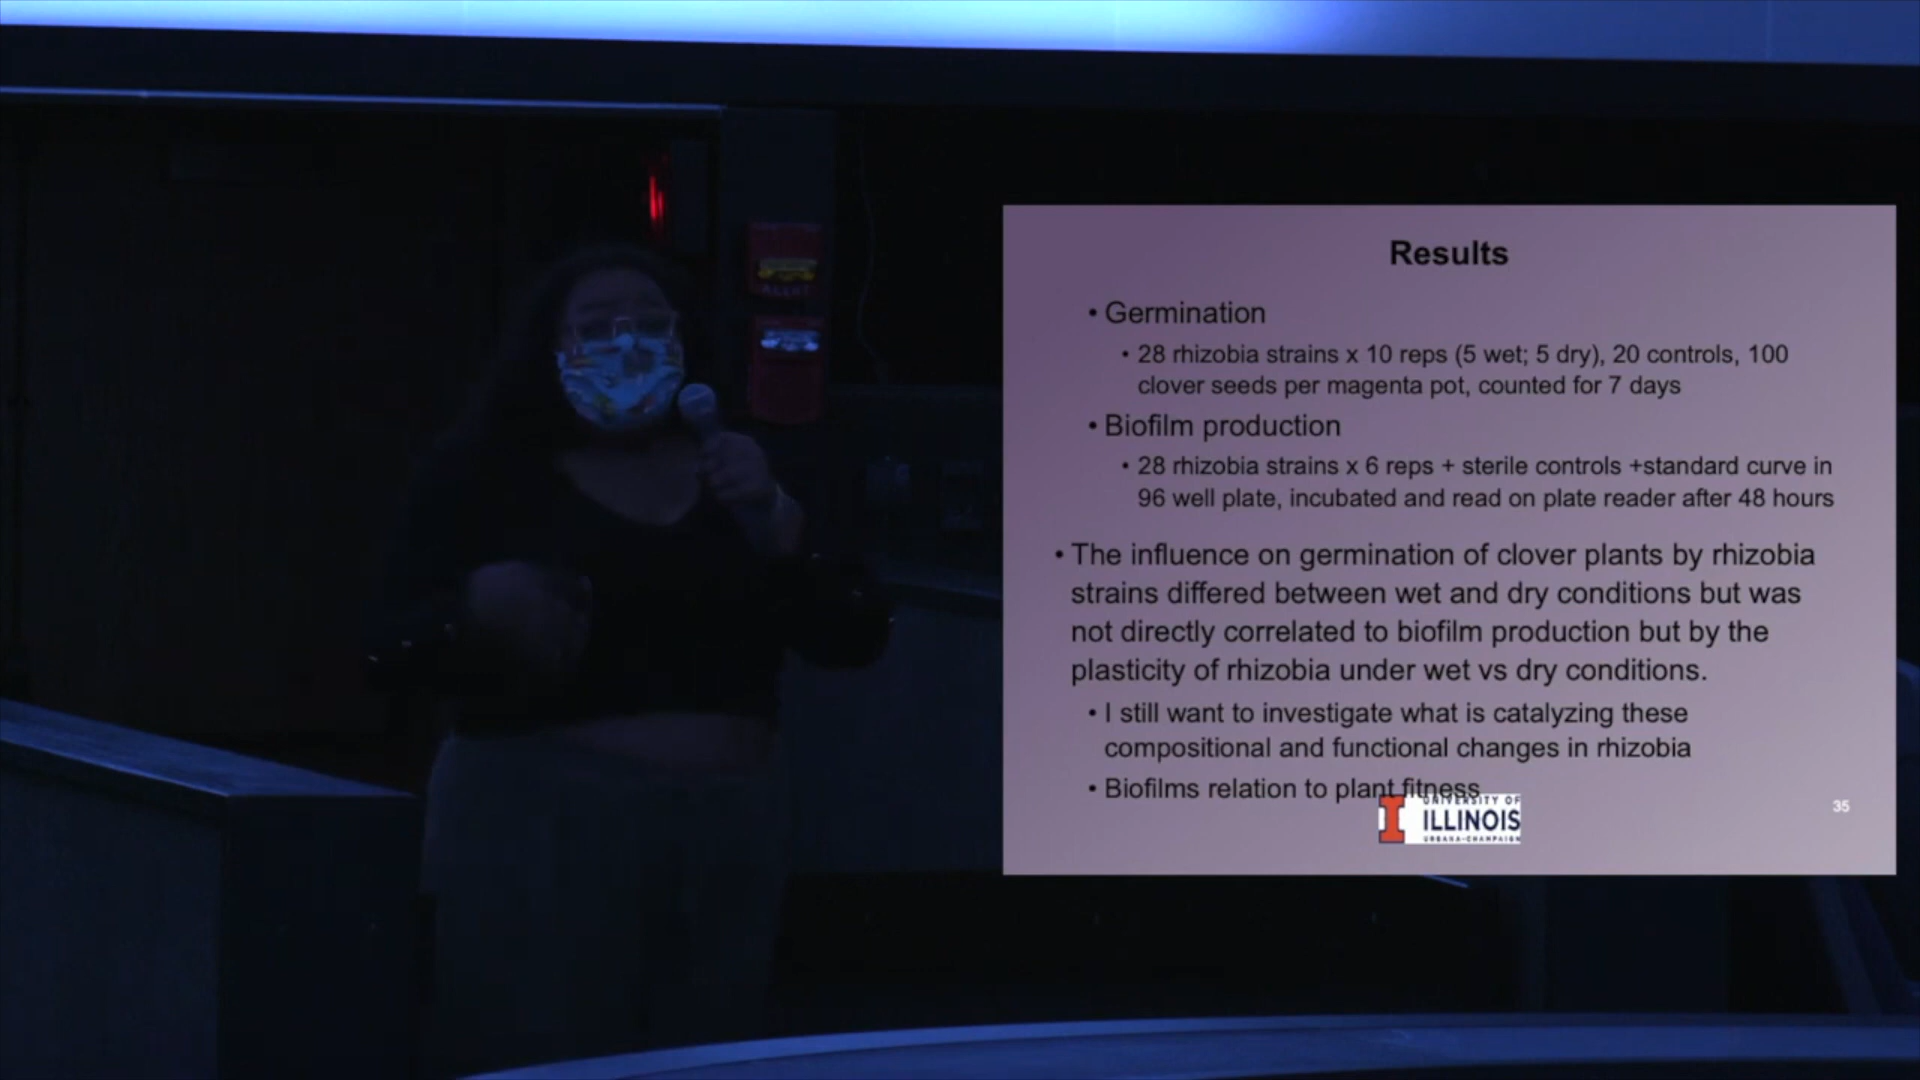 ALERT
Results
• Germination
• 28 rhizobia strains x 10 reps (5 wet; 5 dry), 20 controls, 100
clover seeds per magenta pot, counted for 7 days
• Biofilm production
• 28 rhizobia strains x 6 reps + sterile controls +standard curve in
96 well plate, incubated and read on plate reader after 48 hours
• The influence on germination of clover plants by rhizobia
strains differed between wet and dry conditions but was
not directly correlated to biofilm production but by the
plasticity of rhizobia under wet vs dry conditions.
• I still want to investigate what is catalyzing these
compositional and functional changes in rhizobia
• Biofilms relation to plant fitness
I UNIVERSITY OF
ILLINOIS
URBANA-CHAMPAIGN
35